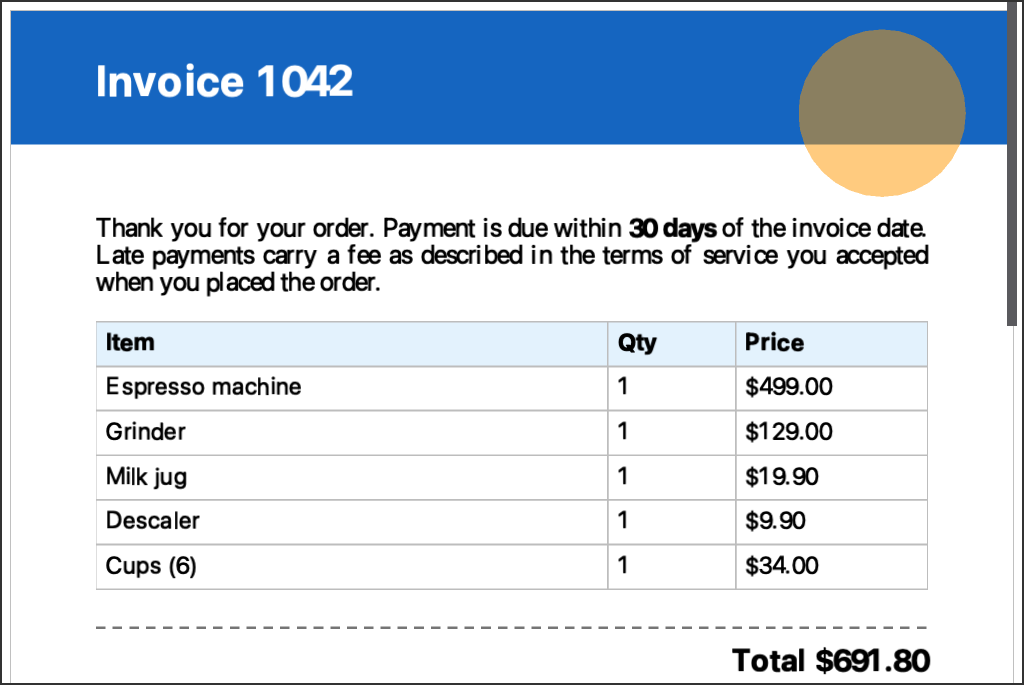 Invoice 1042
Thank you for your order. Payment is due within 30 days of the invoice date.
Late payments carry a fee as described in the terms of service you accepted
when you placed the order.
Item Qty Price
Espresso machine 1 $499.00
Grinder 1 $129.00
Milk jug 1 $19.90
Descaler 1 $9.90
Cups (6) 1 $34.00
Total $691.80